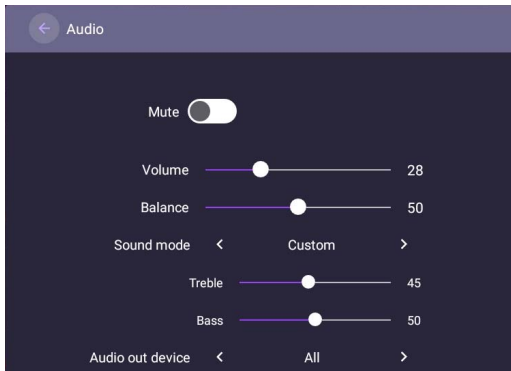 Audio
Mute
Volume 28
Balance 50
Sound mode < Custom >
Treble 45
Bass 50
Audio out device < All >